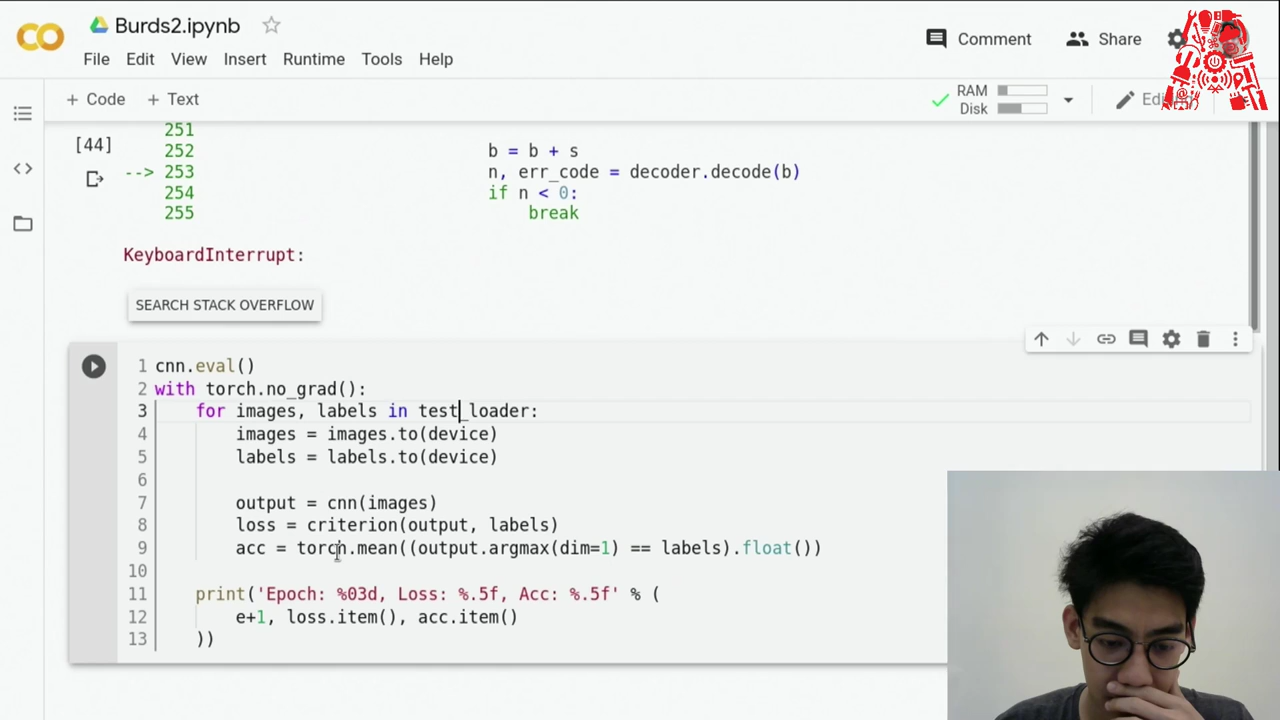 Burds2.ipynb
File Edit View Insert Runtime Tools Help
Comment Share
+ Code + Text
RAM
Disk
[44]
251
252 b = b + s
--> 253 n, err_code = decoder.decode(b)
254 if n < 0:
255 break
KeyboardInterrupt:
SEARCH STACK OVERFLOW
1 cnn.eval()
2 with torch.no_grad():
3 for images, labels in test_loader:
4 images = images.to(device)
5 labels = labels.to(device)
6
7 output = cnn(images)
8 loss = criterion(output, labels)
9 acc = torch.mean((output.argmax(dim=1) == labels).float())
10
11 print('Epoch: %03d, Loss: %.5f, Acc: %.5f' % (
12 e+1, loss.item(), acc.item()
13 ))